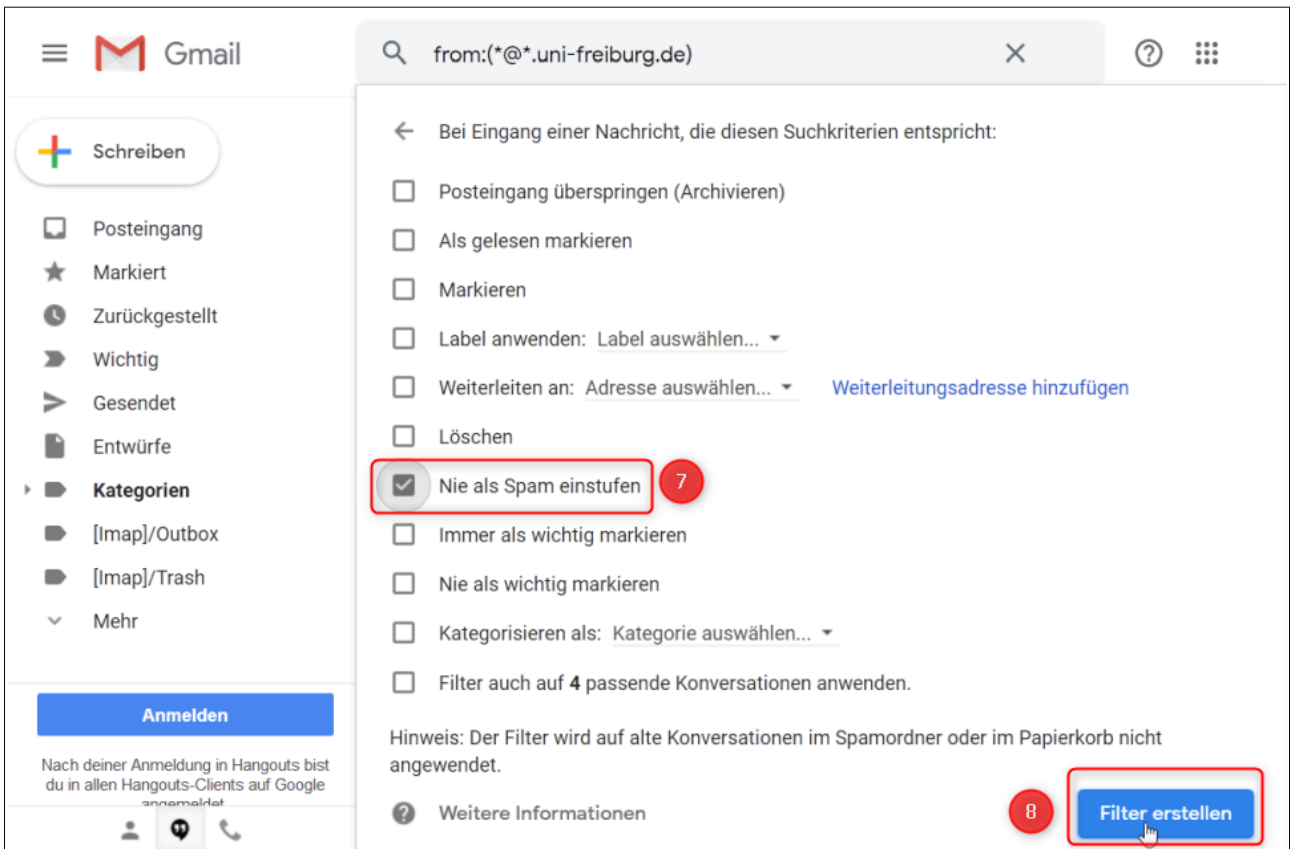 Gmail
from:(*@*.uni-freiburg.de)
Schreiben
Posteingang
Markiert
Zurückgestellt
Wichtig
Gesendet
Entwürfe
Kategorien
[Imap]/Outbox
[Imap]/Trash
Mehr
Anmelden
Nach deiner Anmeldung in Hangouts bist
du in allen Hangouts-Clients auf Google
angemeldet
Bei Eingang einer Nachricht, die diesen Suchkriterien entspricht:
Posteingang überspringen (Archivieren)
Als gelesen markieren
Markieren
Label anwenden: Label auswählen...
Weiterleiten an: Adresse auswählen... Weiterleitungsadresse hinzufügen
Löschen
Nie als Spam einstufen 7
Immer als wichtig markieren
Nie als wichtig markieren
Kategorisieren als: Kategorie auswählen...
Filter auch auf 4 passende Konversationen anwenden.
Hinweis: Der Filter wird auf alte Konversationen im Spamordner oder im Papierkorb nicht
angewendet.
Weitere Informationen 8 Filter erstellen